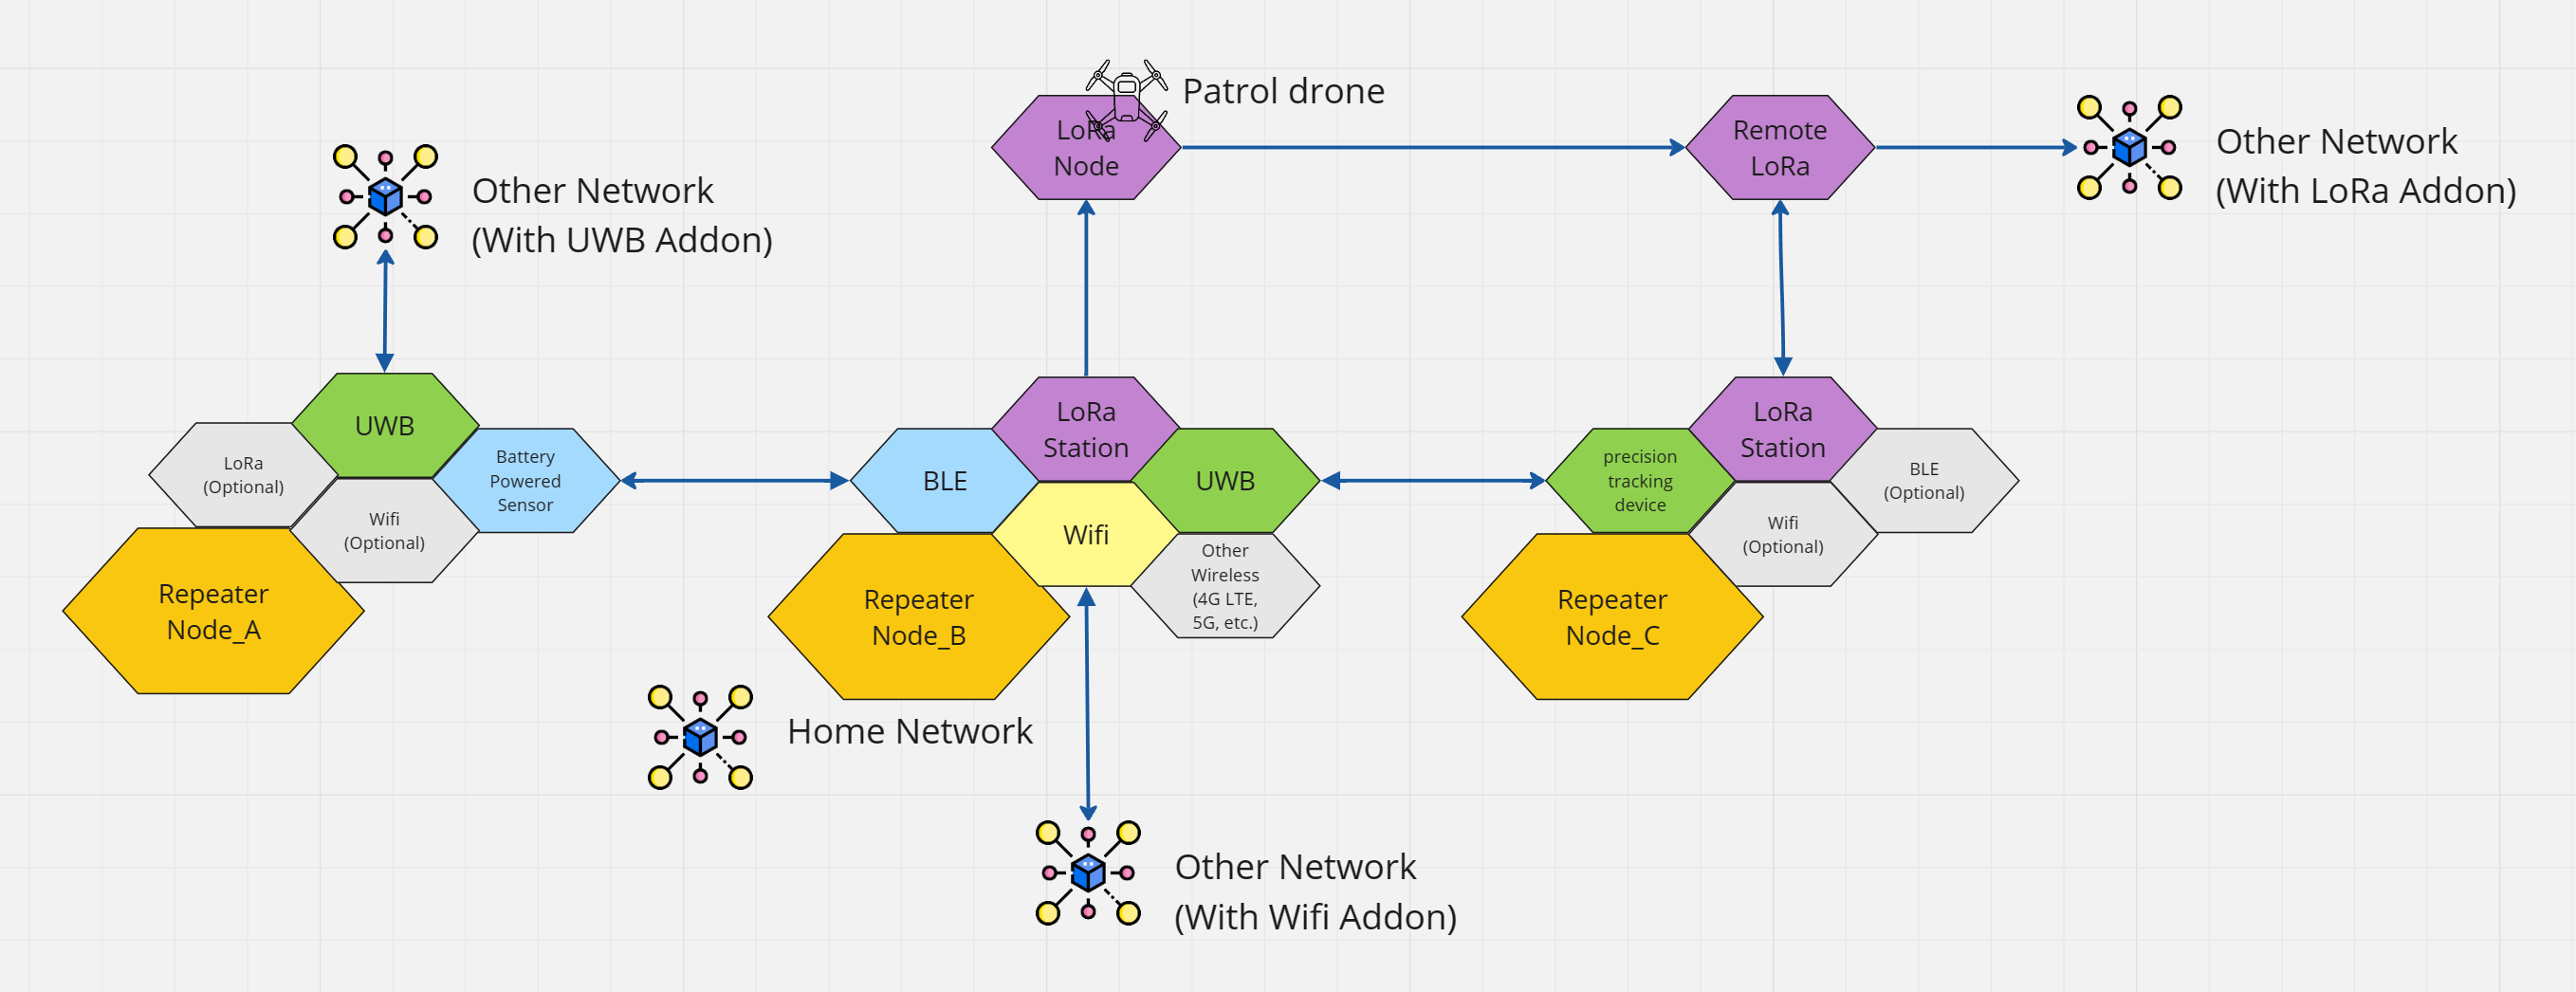 Patrol drone
LoRa
Node
Remote
LoRa
Other Network
(With LoRa Addon)
Other Network
(With UWB Addon)
UWB
LoRa
(Optional)
Battery
Powered
Sensor
Wifi
(Optional)
Repeater
Node_A
LoRa
Station
BLE
UWB
Wifi
Other
Wireless
(4G LTE,
5G, etc.)
Repeater
Node_B
LoRa
Station
precision
tracking
device
BLE
(Optional)
Wifi
(Optional)
Repeater
Node_C
Home Network
Other Network
(With Wifi Addon)